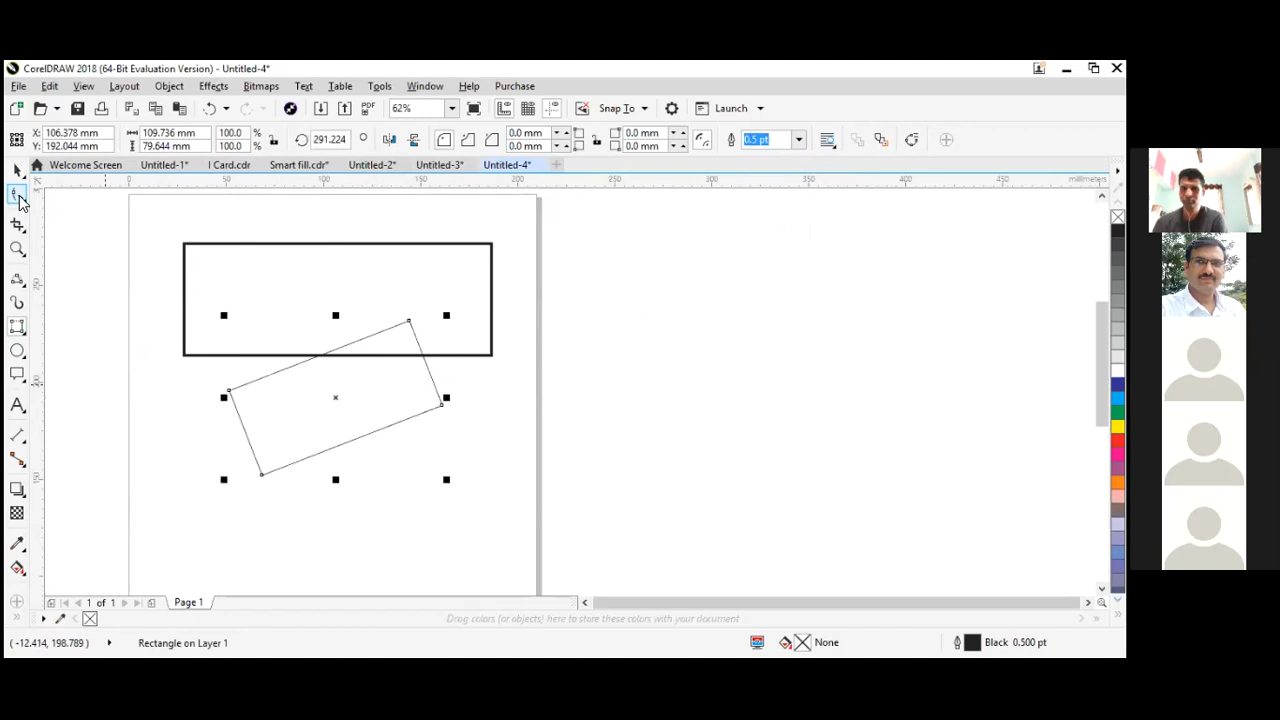 CorelDRAW 2018 (64-Bit Evaluation Version) - Untitled-4*
File Edit View Layout Object Effects Bitmaps Text Table Tools Window Help Purchase
PDF 62% Snap To Launch
X: 106.378 mm 109.736 mm 100.0 % 291.224 ° 0.0 mm 0.0 mm 0.5 pt
Y: 192.044 mm 79.644 mm 100.0 % 0.0 mm 0.0 mm
Welcome Screen Untitled-1* I Card.cdr Smart fill.cdr* Untitled-2* Untitled-3* Untitled-4*
0 50 100 150 200 250 300 350 400 450 millimeters
250
200
150
1 of 1 Page 1
Drag colors (or objects) here to store these colors with your document
( -12.414, 198.789 ) Rectangle on Layer 1 None Black 0.500 pt